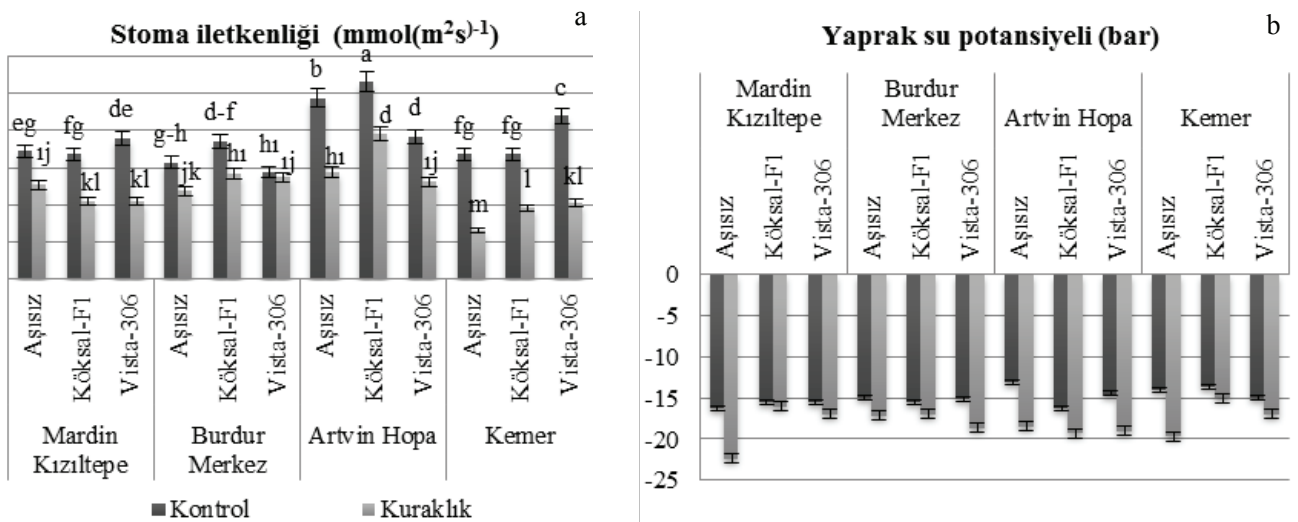 a
Stoma iletkenliği (mmol(m²s)-1)
eg ıj fg kl de kl g-h jk d-f hı hı ıj b hı a d d ıj fg m fg l c kl
Aşısız Köksal-F1 Vista-306 Aşısız Köksal-F1 Vista-306 Aşısız Köksal-F1 Vista-306 Aşısız Köksal-F1 Vista-306
Mardin Kızıltepe
Burdur Merkez
Artvin Hopa
Kemer
Kontrol Kuraklık
b
Yaprak su potansiyeli (bar)
Mardin Kızıltepe
Burdur Merkez
Artvin Hopa
Kemer
Aşısız Köksal-F1 Vista-306 Aşısız Köksal-F1 Vista-306 Aşısız Köksal-F1 Vista-306 Aşısız Köksal-F1 Vista-306
0
-5
-10
-15
-20
-25